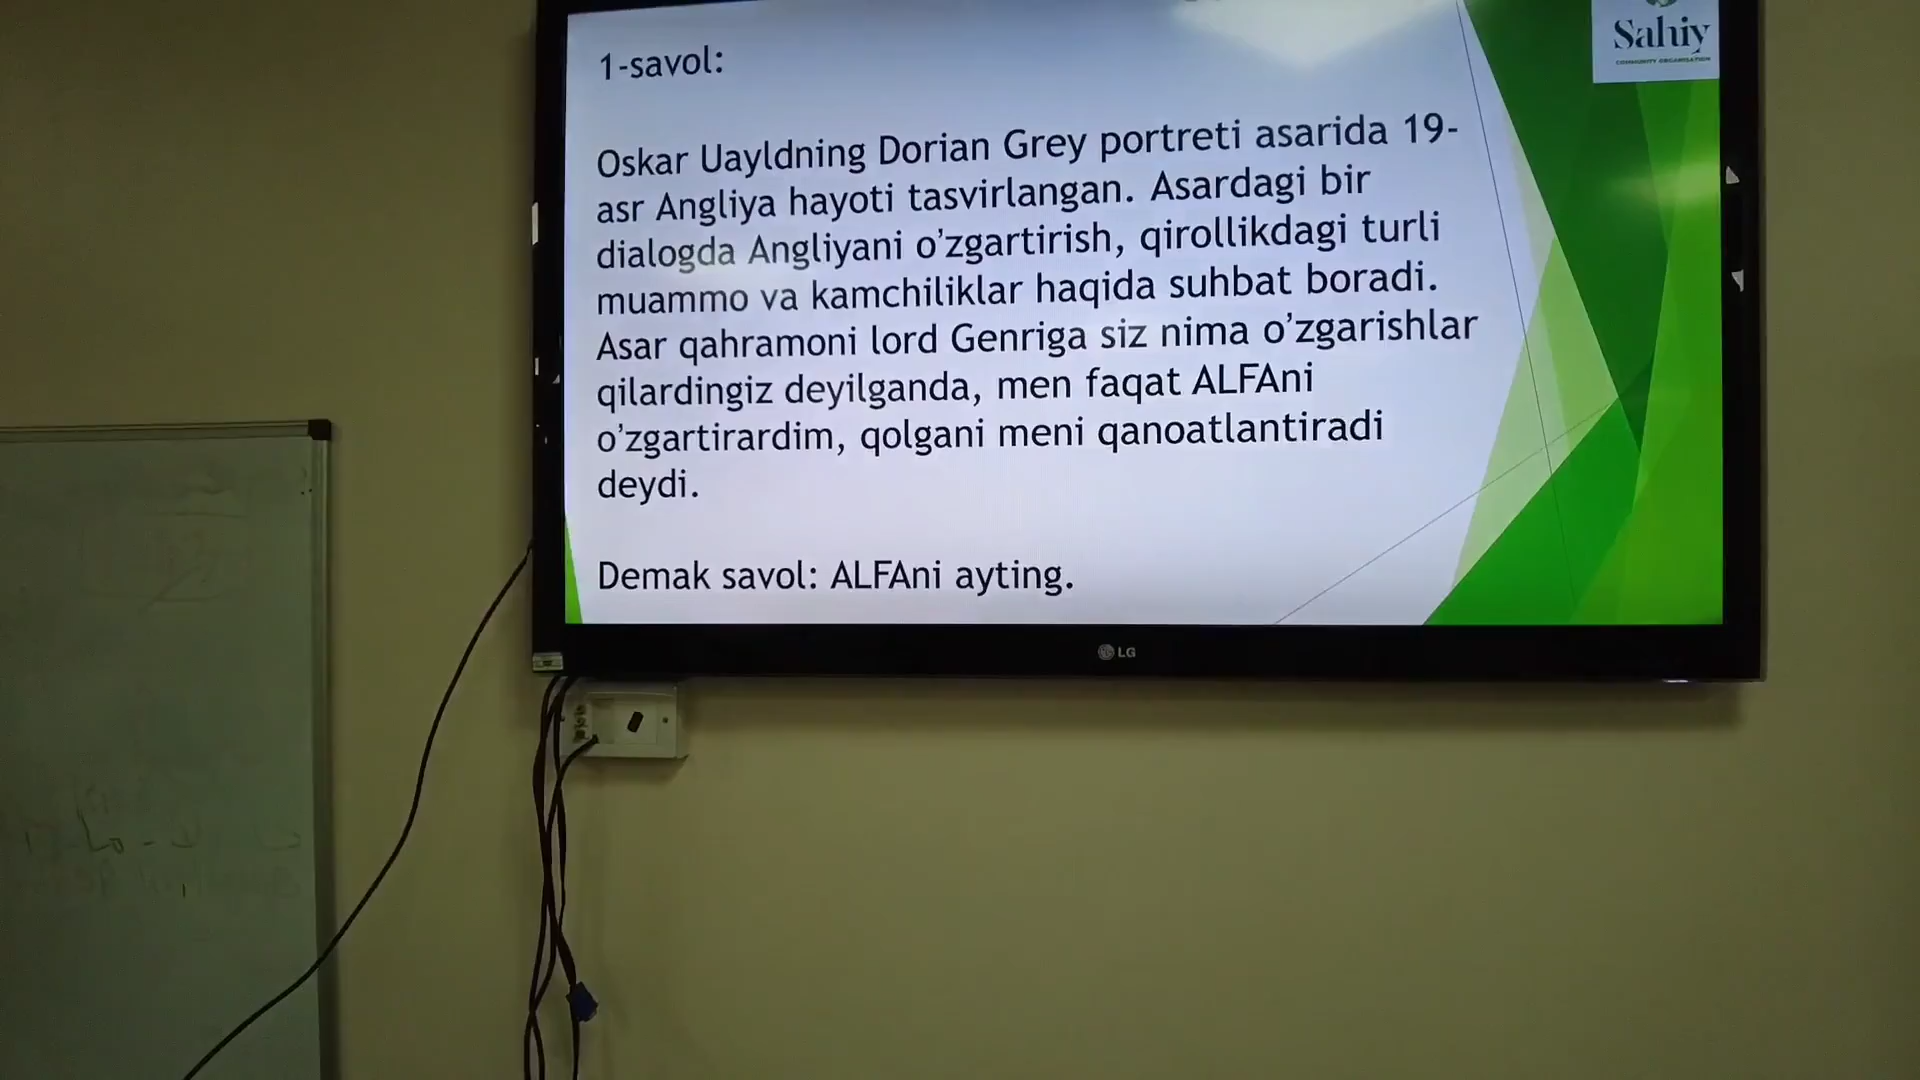 Sahiy
COMMUNITY ORGANISATION
1-savol:
Oskar Uayldning Dorian Grey portreti asarida 19-
asr Angliya hayoti tasvirlangan. Asardagi bir
dialogda Angliyani o’zgartirish, qirollikdagi turli
muammo va kamchiliklar haqida suhbat boradi.
Asar qahramoni lord Genriga siz nima o’zgarishlar
qilardingiz deyilganda, men faqat ALFAni
o’zgartirardim, qolgani meni qanoatlantiradi
deydi.
Demak savol: ALFAni ayting.
LG